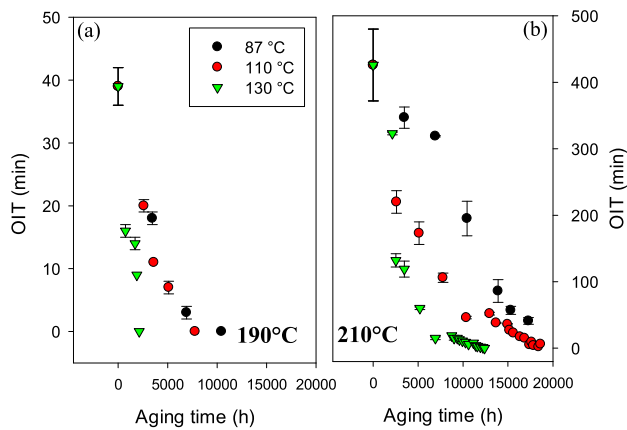 (a)
87 °C
110 °C
130 °C
50
40
30
20
10
0
OIT (min)
190°C
0 5000 10000 15000 20000
Aging time (h)
(b)
500
400
300
200
100
0
OIT (min)
210°C
0 5000 10000 15000 20000
Aging time (h)